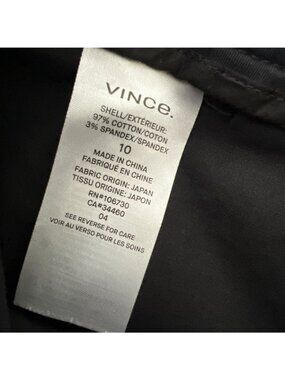 VINCE.
SHELL/EXTÉRIEUR:
97% COTTON/COTON
3% SPANDEX/SPANDEX
10
MADE IN CHINA
FABRIQUÉ EN CHINE
FABRIC ORIGIN: JAPAN
TISSU ORIGINE: JAPON
RN#106730
CA#34460
04
SEE REVERSE FOR CARE
VOIR AU VERSO POUR LES SOINS